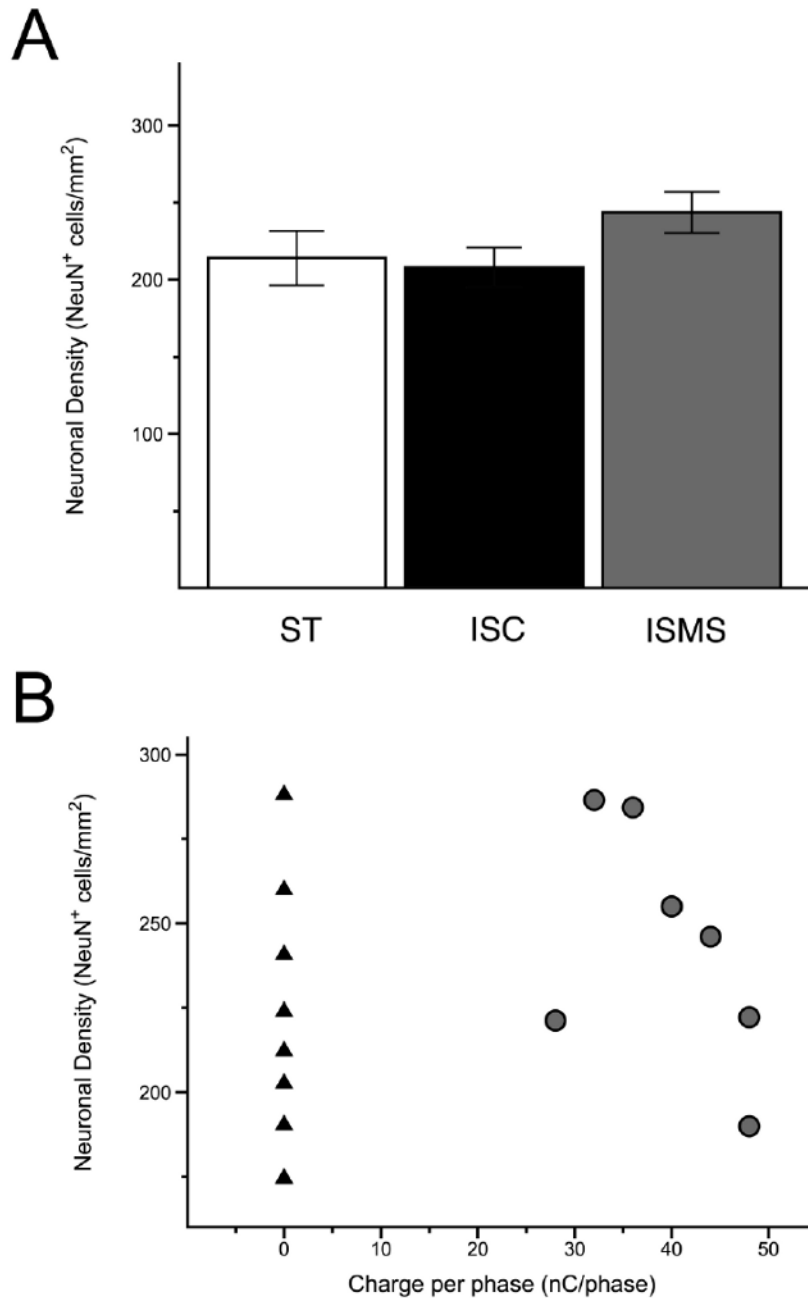 A
Neuronal Density (NeuN⁺ cells/mm²)
300
200
100
ST ISC ISMS
B
Neuronal Density (NeuN⁺ cells/mm²)
300
250
200
0 10 20 30 40 50
Charge per phase (nC/phase)